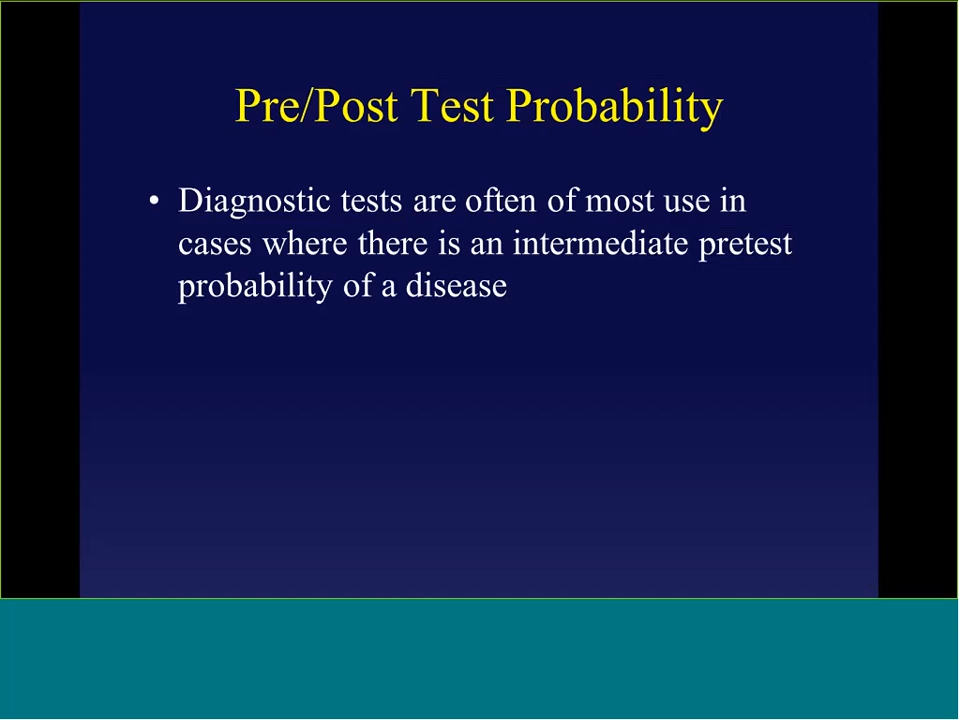 Pre/Post Test Probability
• Diagnostic tests are often of most use in
cases where there is an intermediate pretest
probability of a disease